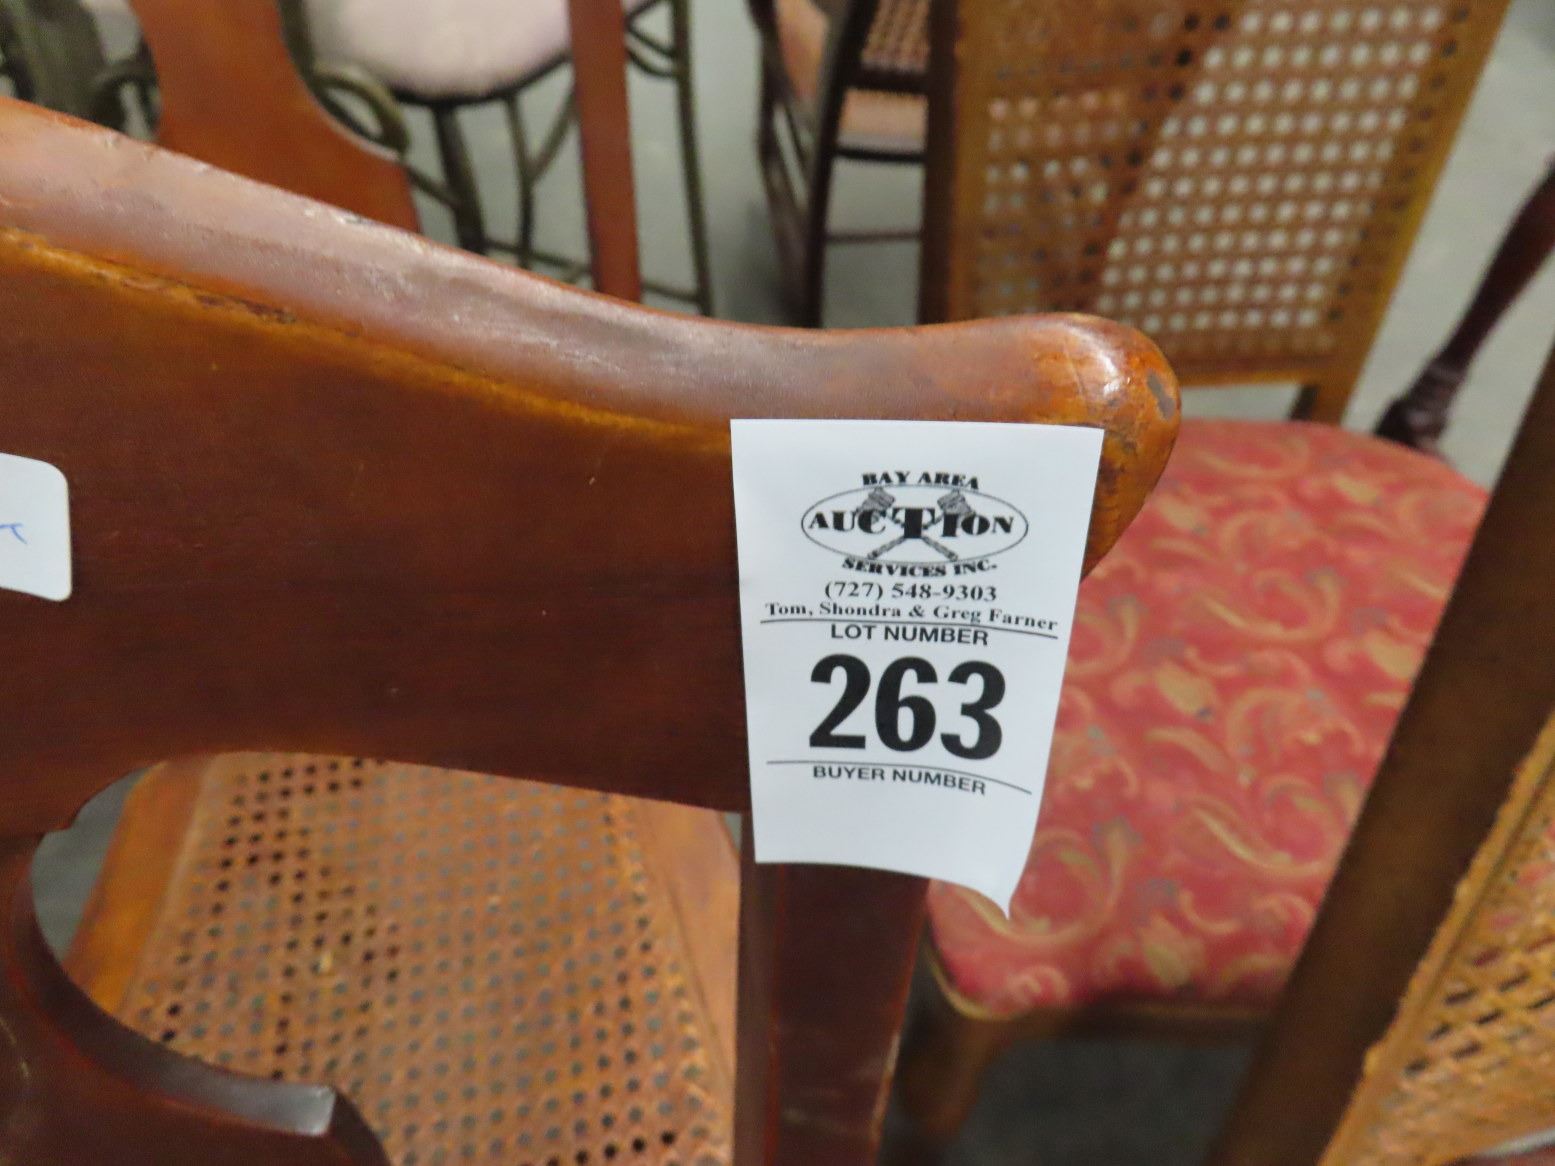 BAY AREA
AUCTION
SERVICES INC.
(727) 548-9303
Tom, Shondra & Greg Farner
LOT NUMBER
263
BUYER NUMBER